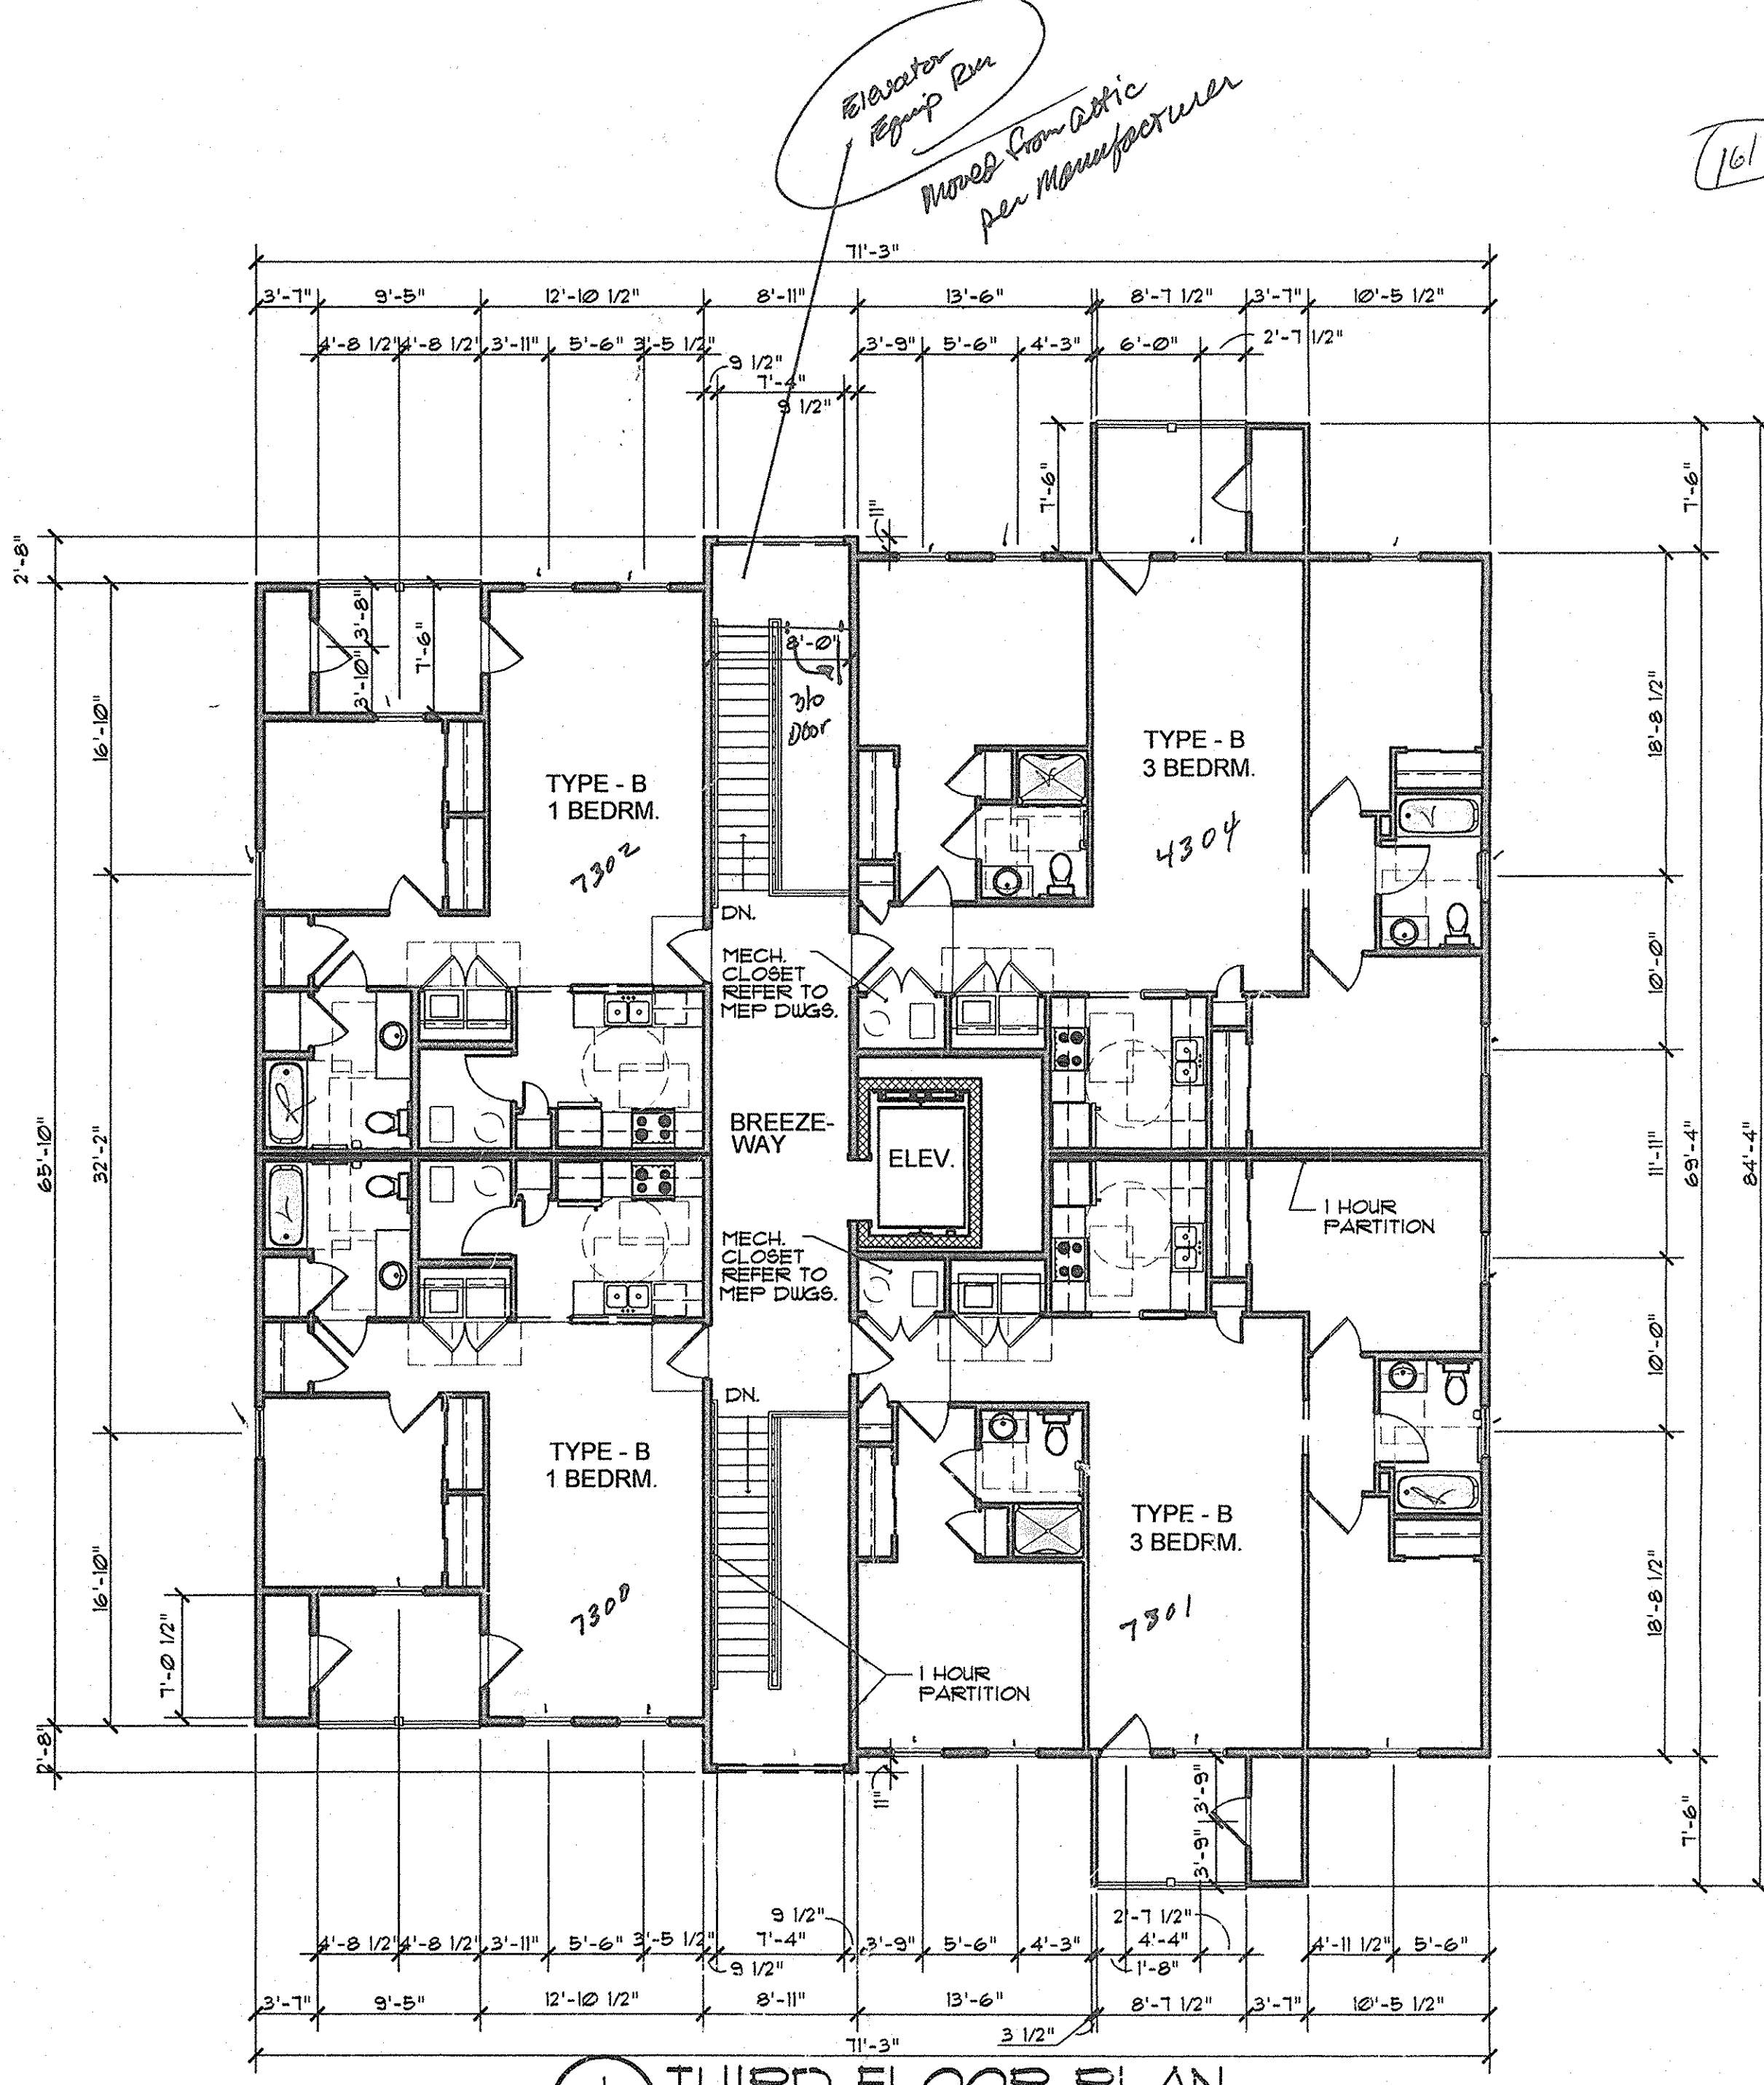 Elevator
Equip Rm
Moved from attic
per Manufacturer
161
71'-3"
3'-7" 9'-5" 12'-10 1/2" 8'-11" 13'-6" 8'-7 1/2" 3'-7" 10'-5 1/2"
4'-8 1/2" 4'-8 1/2" 3'-11" 5'-6" 3'-5 1/2" 3'-9" 5'-6" 4'-3" 6'-0" 2'-7 1/2"
9 1/2"
7'-4"
9 1/2"
7'-6"
7'-6"
11"
2'-8"
3'-8"
3'-10"
7'-6"
8'-0"
3/0
Door
16'-10"
18'-8 1/2"
TYPE - B
1 BEDRM.
7302
TYPE - B
3 BEDRM.
4304
DN.
MECH.
CLOSET
REFER TO
MEP DWGS.
10'-0"
BREEZE-
WAY
ELEV.
65'-10"
32'-2"
11'-11"
69'-4"
84'-4"
1 HOUR
PARTITION
MECH.
CLOSET
REFER TO
MEP DWGS.
10'-0"
DN.
TYPE - B
1 BEDRM.
7300
TYPE - B
3 BEDRM.
7301
16'-10"
7'-0 1/2"
18'-8 1/2"
1 HOUR
PARTITION
2'-8"
11"
3'-9"
3'-9"
7'-6"
9 1/2" 2'-7 1/2"
4'-8 1/2" 4'-8 1/2" 3'-11" 5'-6" 3'-5 1/2" 7'-4" 3'-9" 5'-6" 4'-3" 4'-4" 4'-11 1/2" 5'-6"
9 1/2" 1'-8"
3'-7" 9'-5" 12'-10 1/2" 8'-11" 13'-6" 8'-7 1/2" 3'-7" 10'-5 1/2"
3 1/2"
71'-3"
1 THIRD FLOOR PLAN